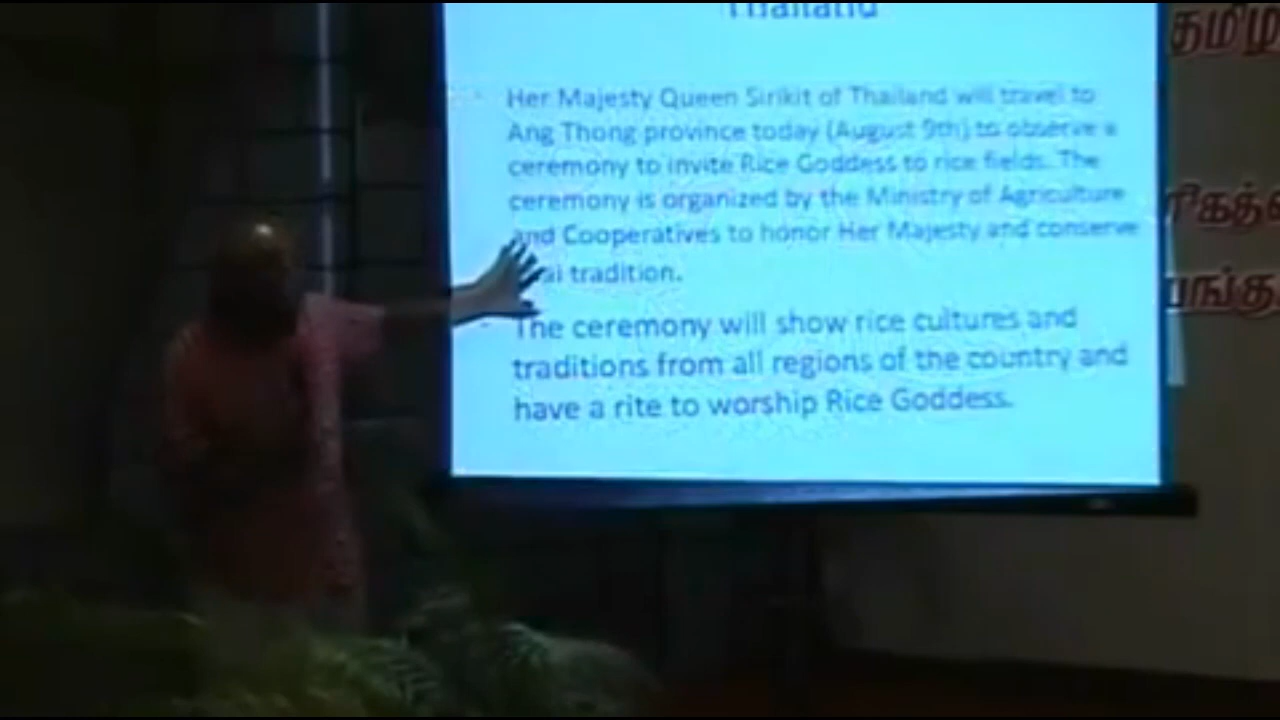 Thailand
Her Majesty Queen Sirikit of Thailand will travel to
Ang Thong province today (August 9th) to observe a
ceremony to invite Rice Goddess to rice fields. The
ceremony is organized by the Ministry of Agriculture
and Cooperatives to honor Her Majesty and conserve
ai tradition.
The ceremony will show rice cultures and
traditions from all regions of the country and
have a rite to worship Rice Goddess.
தமிழ